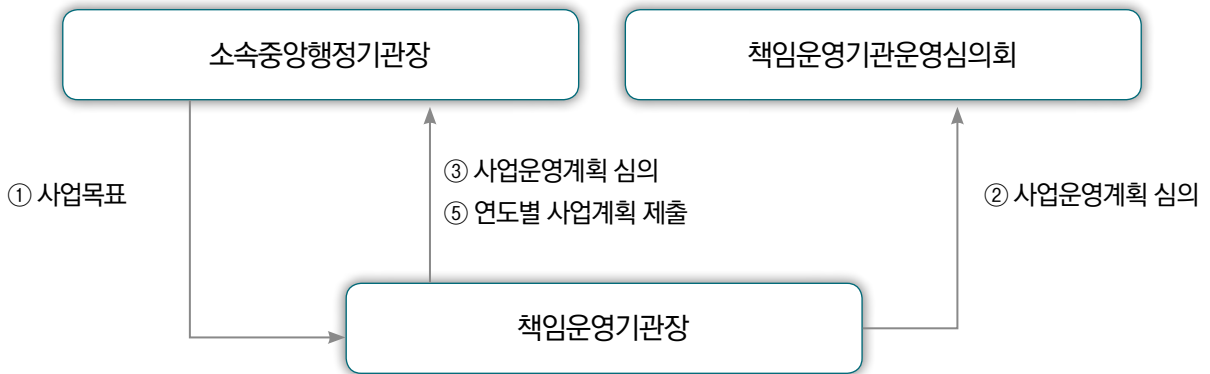 소속중앙행정기관장
책임운영기관운영심의회
① 사업목표
③ 사업운영계획 심의
⑤ 연도별 사업계획 제출
② 사업운영계획 심의
책임운영기관장